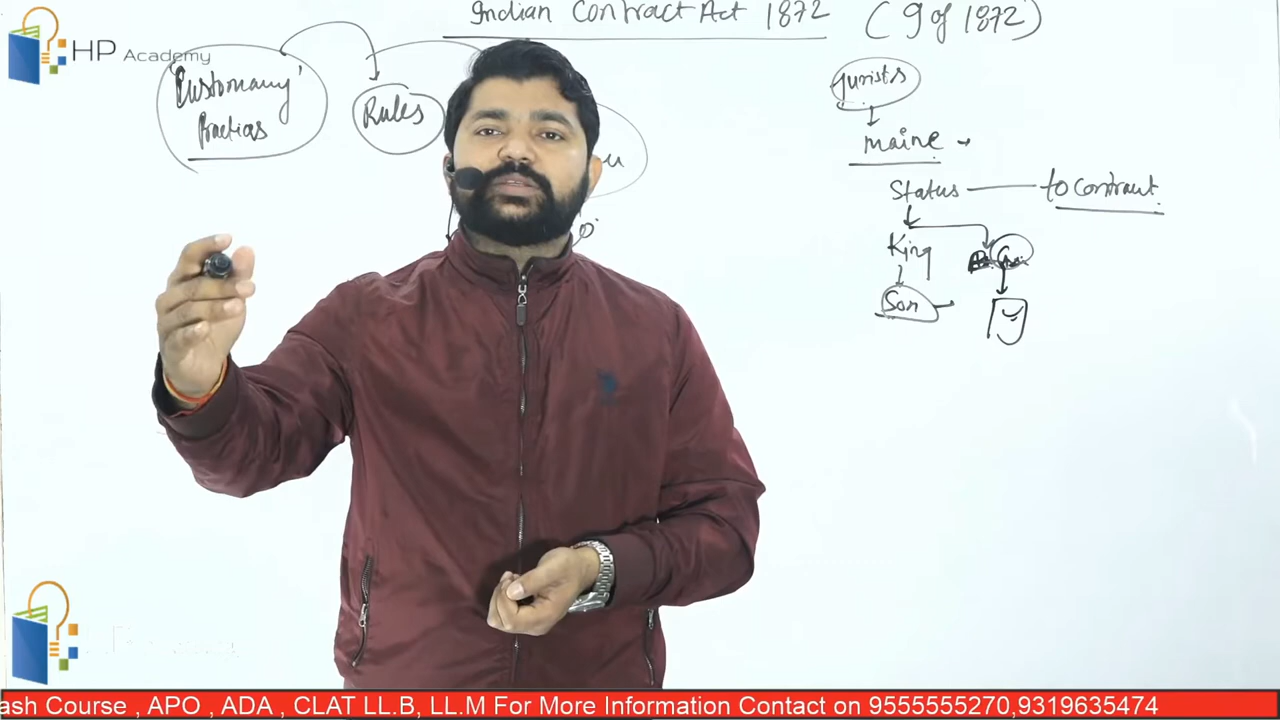 Indian Contract Act 1872 (9 of 1872)
HP Academy
'Customary'
Practices
Rules
Jurists
maine
Status to contract
King
Son
ash Course , APO , ADA , CLAT LL.B, LL.M For More Information Contact on 9555555270,9319635474